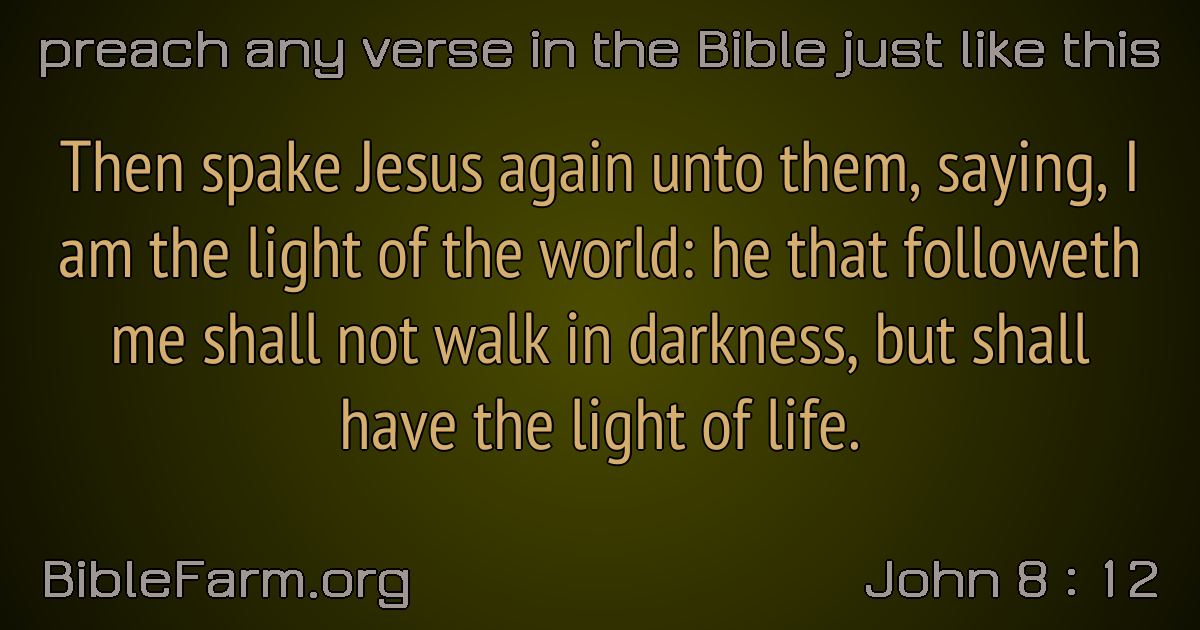 preach any verse in the Bible just like this
Then spake Jesus again unto them, saying, I
am the light of the world: he that followeth
me shall not walk in darkness, but shall
have the light of life.
BibleFarm.org
John 8 : 12